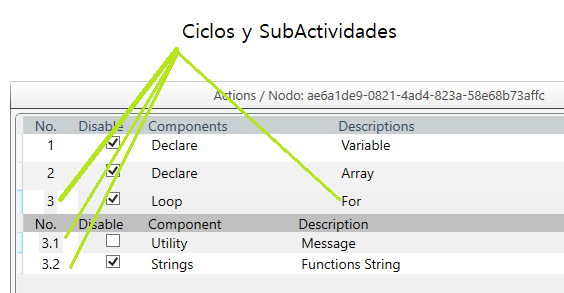 Ciclos y SubActividades
Actions / Nodo: ae6a1de9-0821-4ad4-823a-58e68b73affc
No. Disable Components Descriptions
1 Declare Variable
2 Declare Array
3 Loop For
No. Disable Component Description
3.1 Utility Message
3.2 Strings Functions String